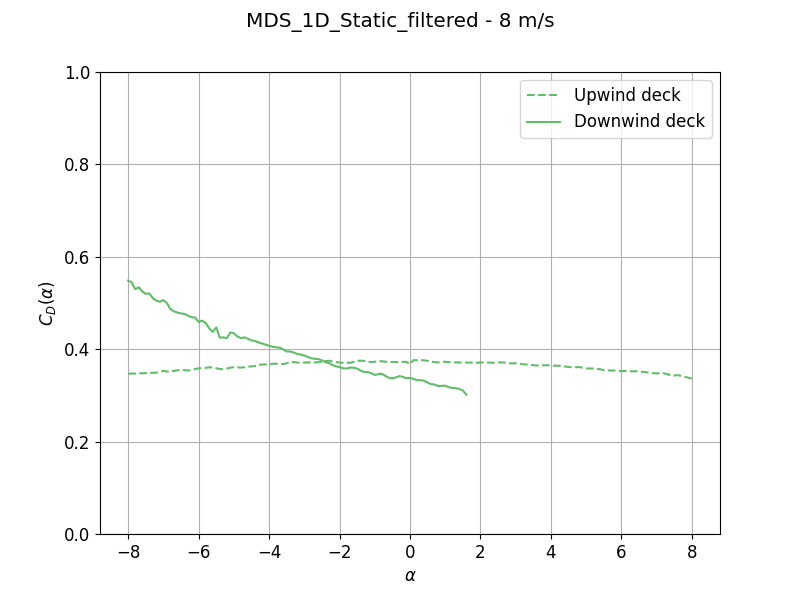 MDS_1D_Static_filtered - 8 m/s
1.0
Upwind deck
Downwind deck
0.8
0.6
C_D(α)
0.4
0.2
0.0
−8 −6 −4 −2 0 2 4 6 8
α